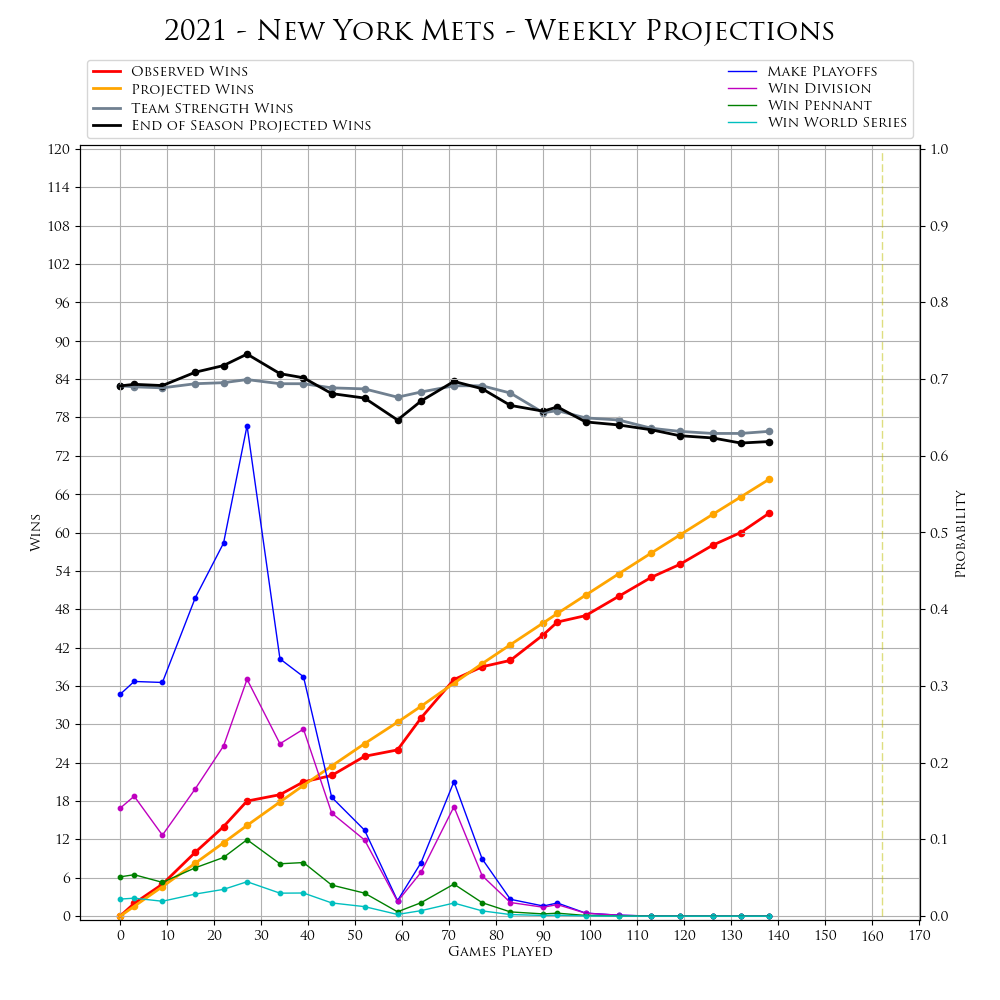 2021 - New York Mets - Weekly Projections
Observed Wins
Projected Wins
Team Strength Wins
End of Season Projected Wins
Make Playoffs
Win Division
Win Pennant
Win World Series
120
114
108
102
96
90
84
78
72
66
60
54
48
42
36
30
24
18
12
6
0
Wins
1.0
0.9
0.8
0.7
0.6
0.5
0.4
0.3
0.2
0.1
0.0
Probability
0 10 20 30 40 50 60 70 80 90 100 110 120 130 140 150 160 170
Games Played